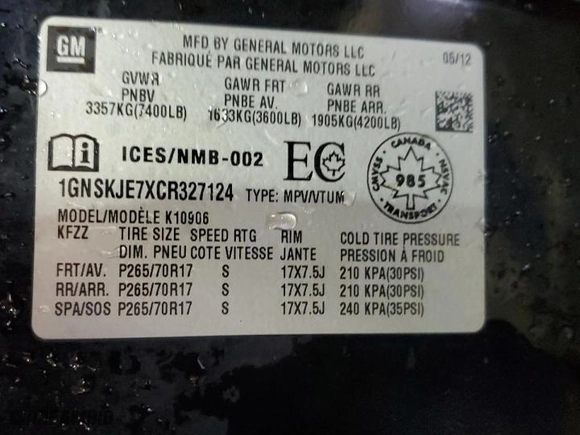 GM
MFD BY GENERAL MOTORS LLC
FABRIQUÉ PAR GENERAL MOTORS LLC
05/12
GVWR GAWR FRT GAWR RR
PNBV PNBE AV. PNBE ARR.
3357KG(7400LB) 1633KG(3600LB) 1905KG(4200LB)
i ICES/NMB-002 EC
CANADA
CMVSS NSVAC
985
TRANSPORT
1GNSKJE7XCR327124 TYPE: MPV/VTUM
MODEL/MODÈLE K10906
KFZZ TIRE SIZE SPEED RTG RIM COLD TIRE PRESSURE
DIM. PNEU COTE VITESSE JANTE PRESSION À FROID
FRT/AV. P265/70R17 S 17X7.5J 210 KPA(30PSI)
RR/ARR. P265/70R17 S 17X7.5J 210 KPA(30PSI)
SPA/SOS P265/70R17 S 17X7.5J 240 KPA(35PSI)